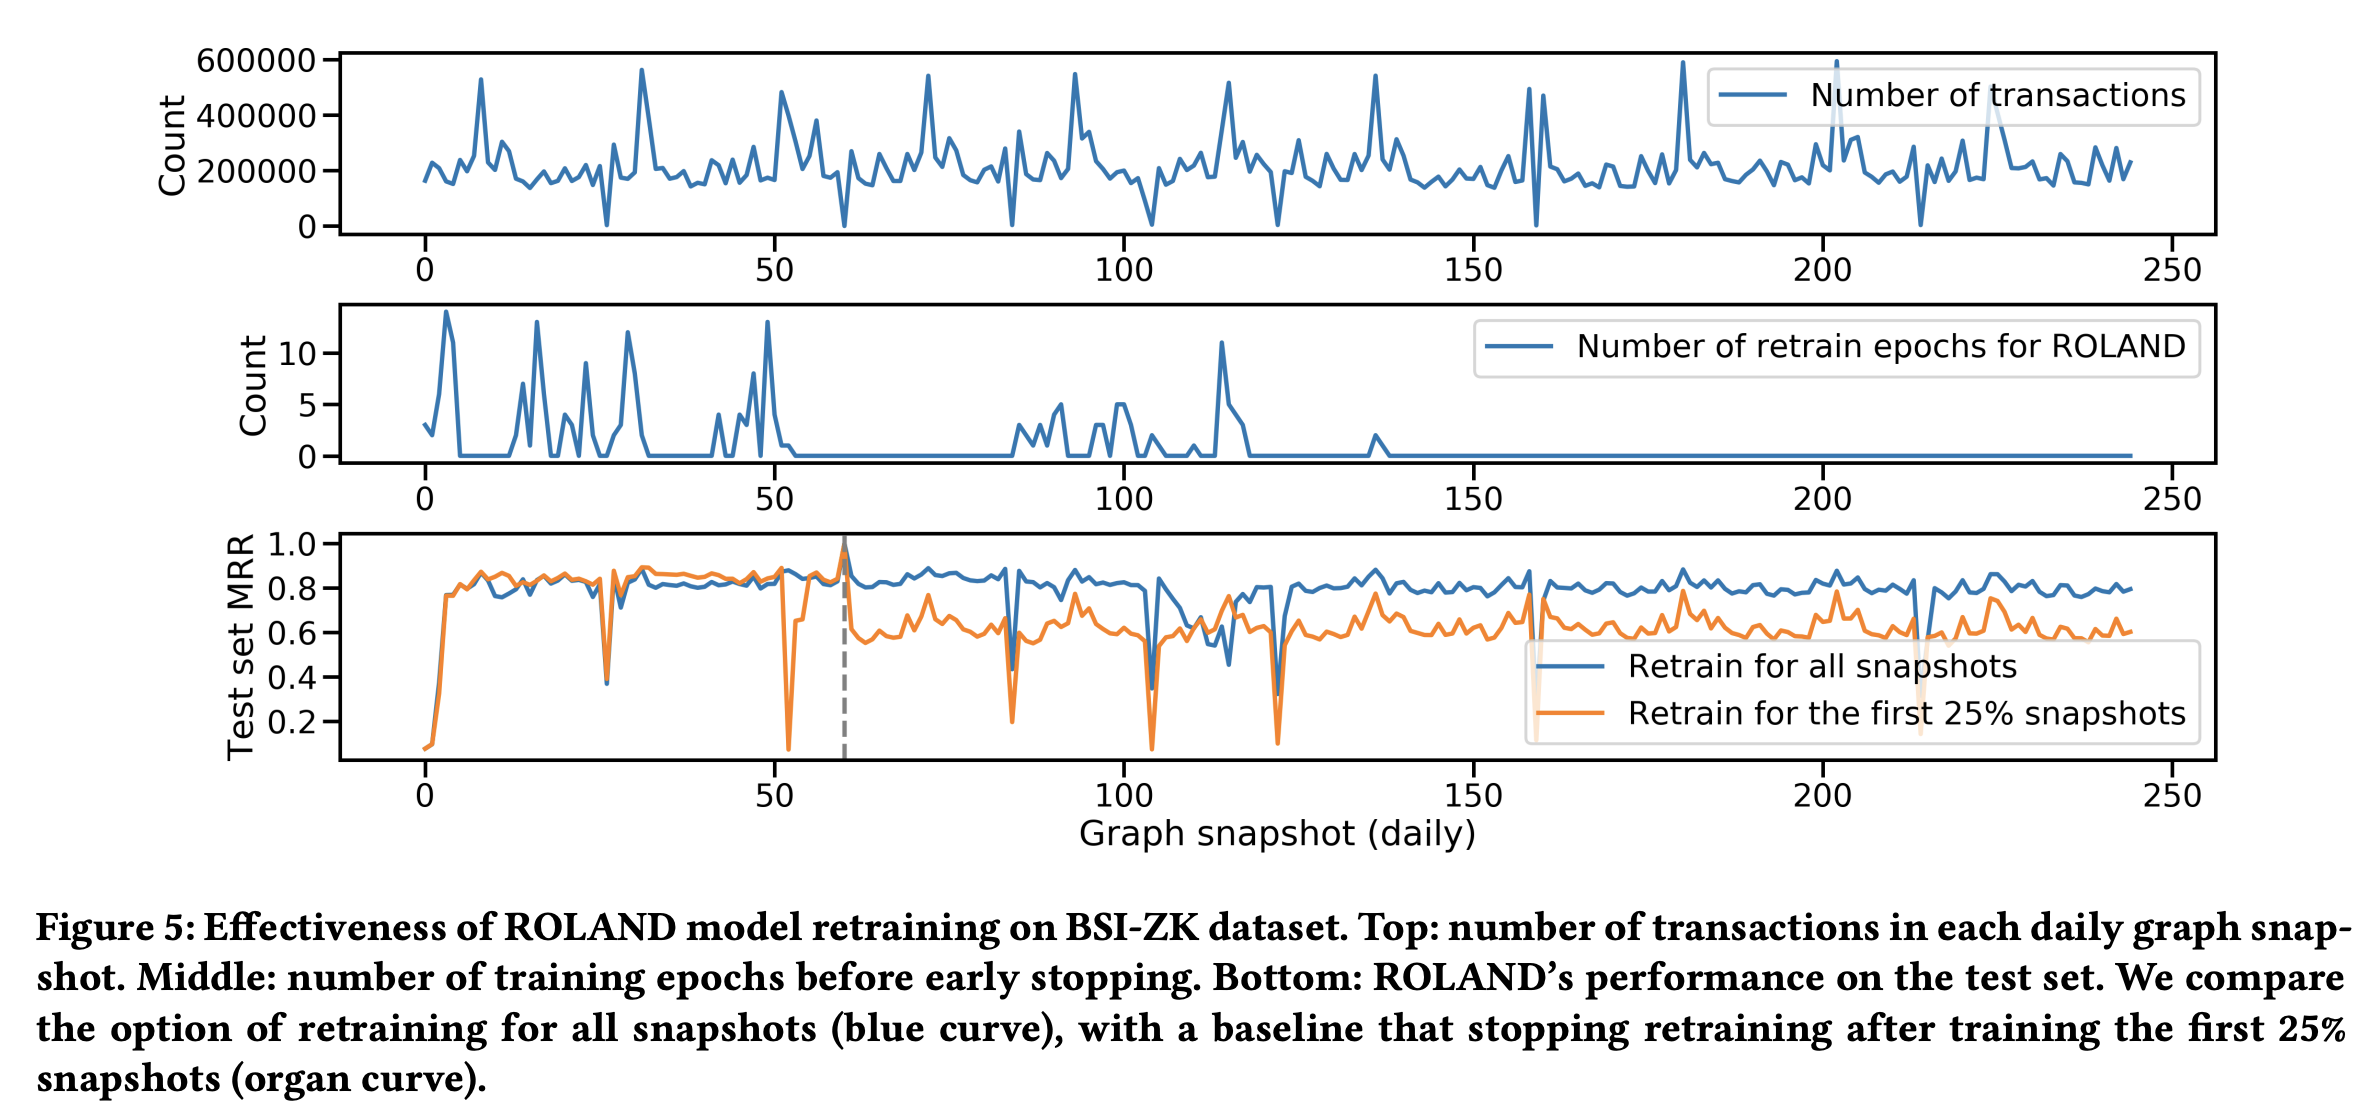 600000
400000
200000
0
Count
Number of transactions
0 50 100 150 200 250
10
5
0
Count
Number of retrain epochs for ROLAND
0 50 100 150 200 250
1.0
0.8
0.6
0.4
0.2
Test set MRR
Retrain for all snapshots
Retrain for the first 25% snapshots
0 50 100 150 200 250
Graph snapshot (daily)
Figure 5: Effectiveness of ROLAND model retraining on BSI-ZK dataset. Top: number of transactions in each daily graph snap-
shot. Middle: number of training epochs before early stopping. Bottom: ROLAND’s performance on the test set. We compare
the option of retraining for all snapshots (blue curve), with a baseline that stopping retraining after training the first 25%
snapshots (organ curve).